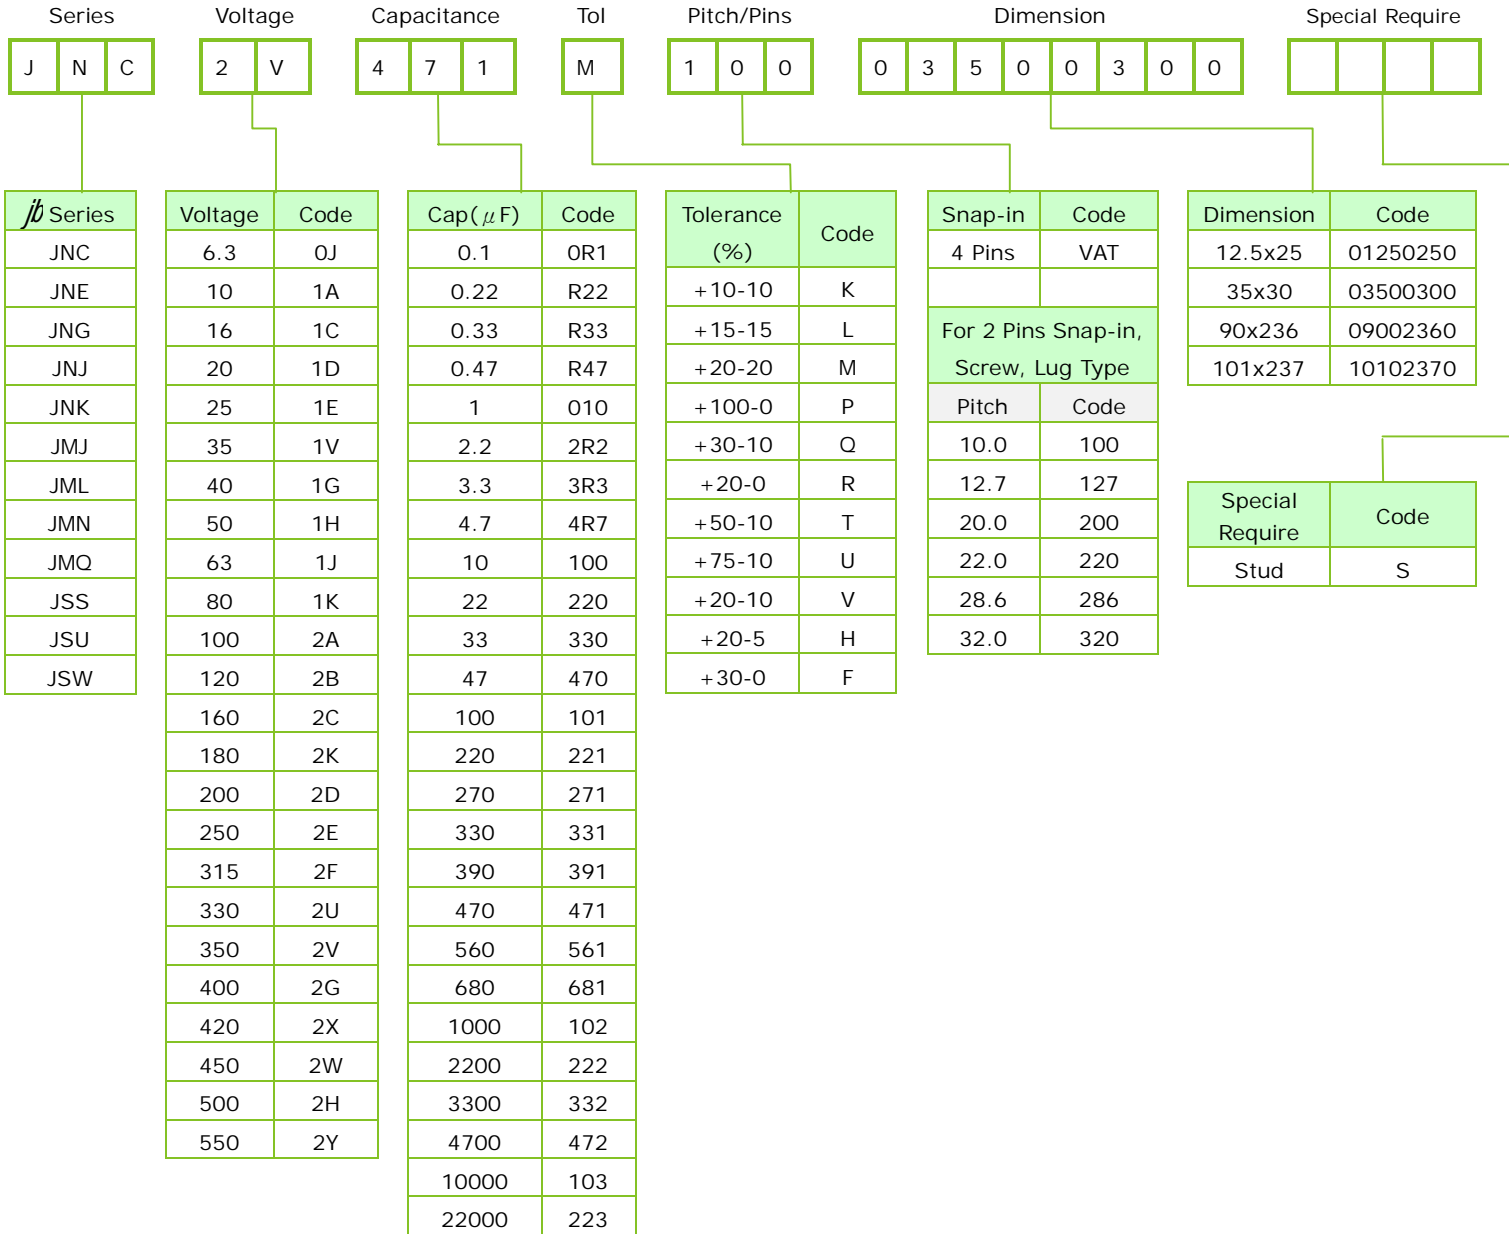 Series Voltage Capacitance Tol Pitch/Pins Dimension Special Require
J N C 2 V 4 7 1 M 1 0 0 0 3 5 0 0 3 0 0
jb Series
JNC
JNE
JNG
JNJ
JNK
JMJ
JML
JMN
JMQ
JSS
JSU
JSW
Voltage Code
6.3 0J
10 1A
16 1C
20 1D
25 1E
35 1V
40 1G
50 1H
63 1J
80 1K
100 2A
120 2B
160 2C
180 2K
200 2D
250 2E
315 2F
330 2U
350 2V
400 2G
420 2X
450 2W
500 2H
550 2Y
Cap(μF) Code
0.1 0R1
0.22 R22
0.33 R33
0.47 R47
1 010
2.2 2R2
3.3 3R3
4.7 4R7
10 100
22 220
33 330
47 470
100 101
220 221
270 271
330 331
390 391
470 471
560 561
680 681
1000 102
2200 222
3300 332
4700 472
10000 103
22000 223
Tolerance
(%)
Code
+10-10 K
+15-15 L
+20-20 M
+100-0 P
+30-10 Q
+20-0 R
+50-10 T
+75-10 U
+20-10 V
+20-5 H
+30-0 F
Snap-in Code
4 Pins VAT
For 2 Pins Snap-in,
Screw, Lug Type
Pitch Code
10.0 100
12.7 127
20.0 200
22.0 220
28.6 286
32.0 320
Dimension Code
12.5x25 01250250
35x30 03500300
90x236 09002360
101x237 10102370
Special
Require
Code
Stud S